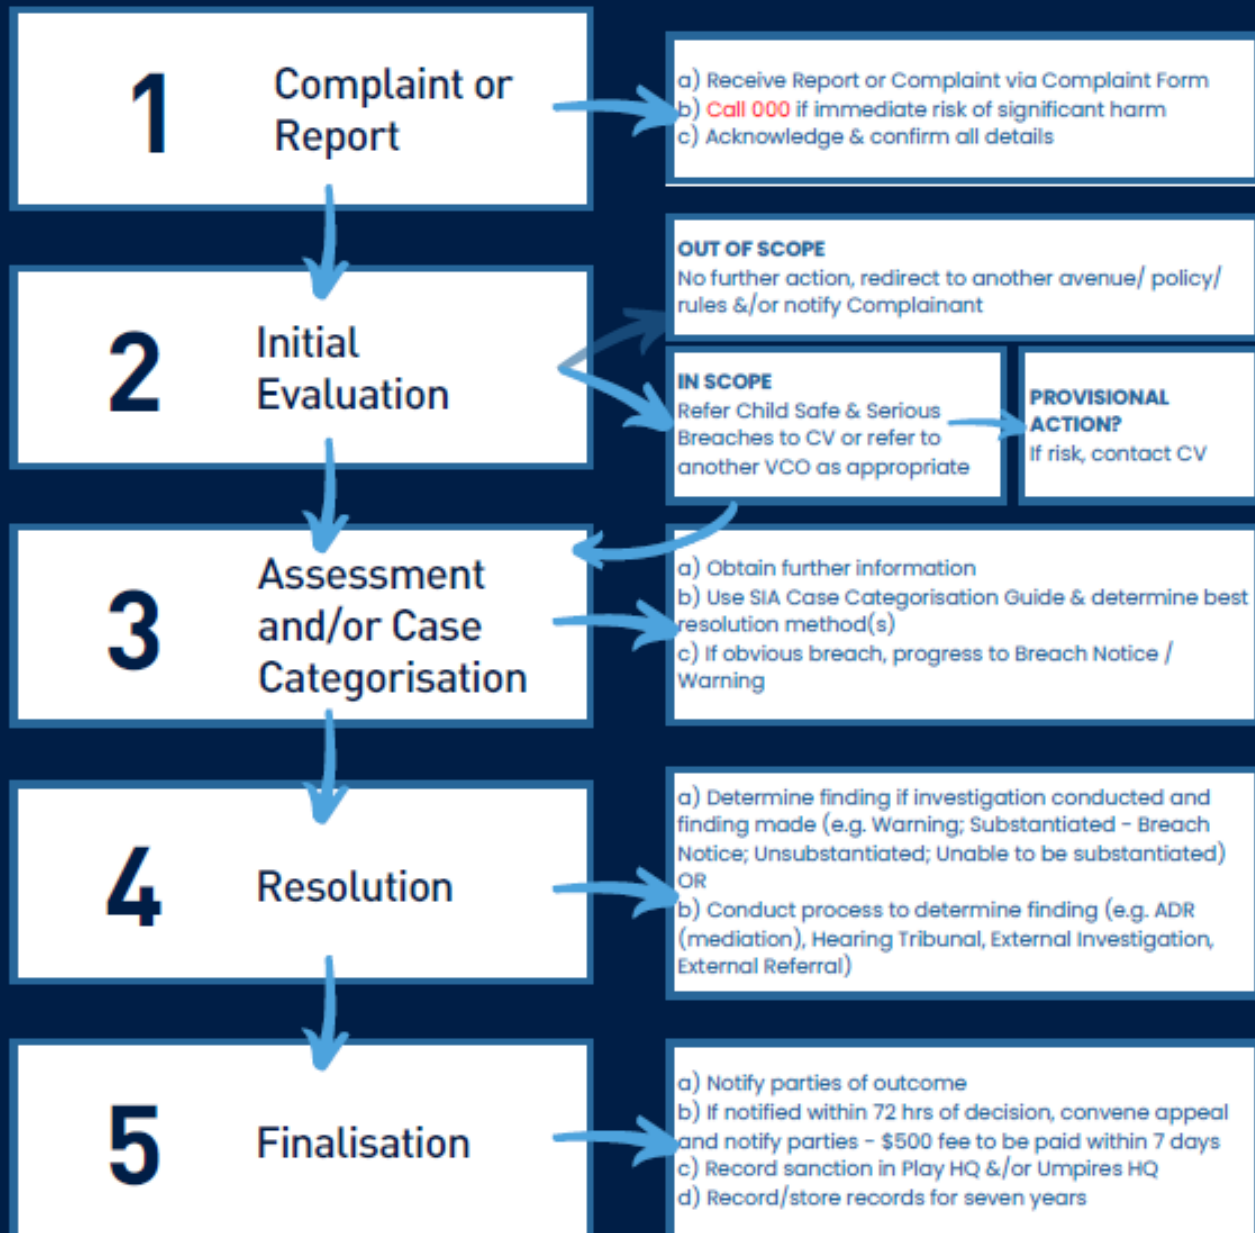 1
Complaint or
Report
a) Receive Report or Complaint via Complaint Form
b) Call 000 if immediate risk of significant harm
c) Acknowledge & confirm all details
2
Initial
Evaluation
OUT OF SCOPE
No further action, redirect to another avenue/ policy/
rules &/or notify Complainant
IN SCOPE
Refer Child Safe & Serious
Breaches to CV or refer to
another VCO as appropriate
PROVISIONAL
ACTION?
If risk, contact CV
3
Assessment
and/or Case
Categorisation
a) Obtain further information
b) Use SIA Case Categorisation Guide & determine best
resolution method(s)
c) If obvious breach, progress to Breach Notice /
Warning
4
Resolution
a) Determine finding if investigation conducted and
finding made (e.g. Warning; Substantiated - Breach
Notice; Unsubstantiated; Unable to be substantiated)
OR
b) Conduct process to determine finding (e.g. ADR
(mediation), Hearing Tribunal, External Investigation,
External Referral)
5
Finalisation
a) Notify parties of outcome
b) If notified within 72 hrs of decision, convene appeal
and notify parties - $500 fee to be paid within 7 days
c) Record sanction in Play HQ &/or Umpires HQ
d) Record/store records for seven years